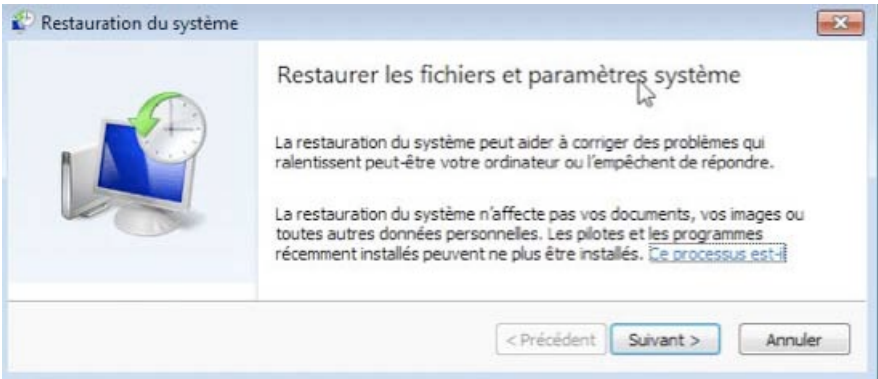 Restauration du système
Restaurer les fichiers et paramètres système
La restauration du système peut aider à corriger des problèmes qui
ralentissent peut-être votre ordinateur ou l'empêchent de répondre.
La restauration du système n'affecte pas vos documents, vos images ou
toutes autres données personnelles. Les pilotes et les programmes
récemment installés peuvent ne plus être installés. Ce processus est-il
< Précédent
Suivant >
Annuler